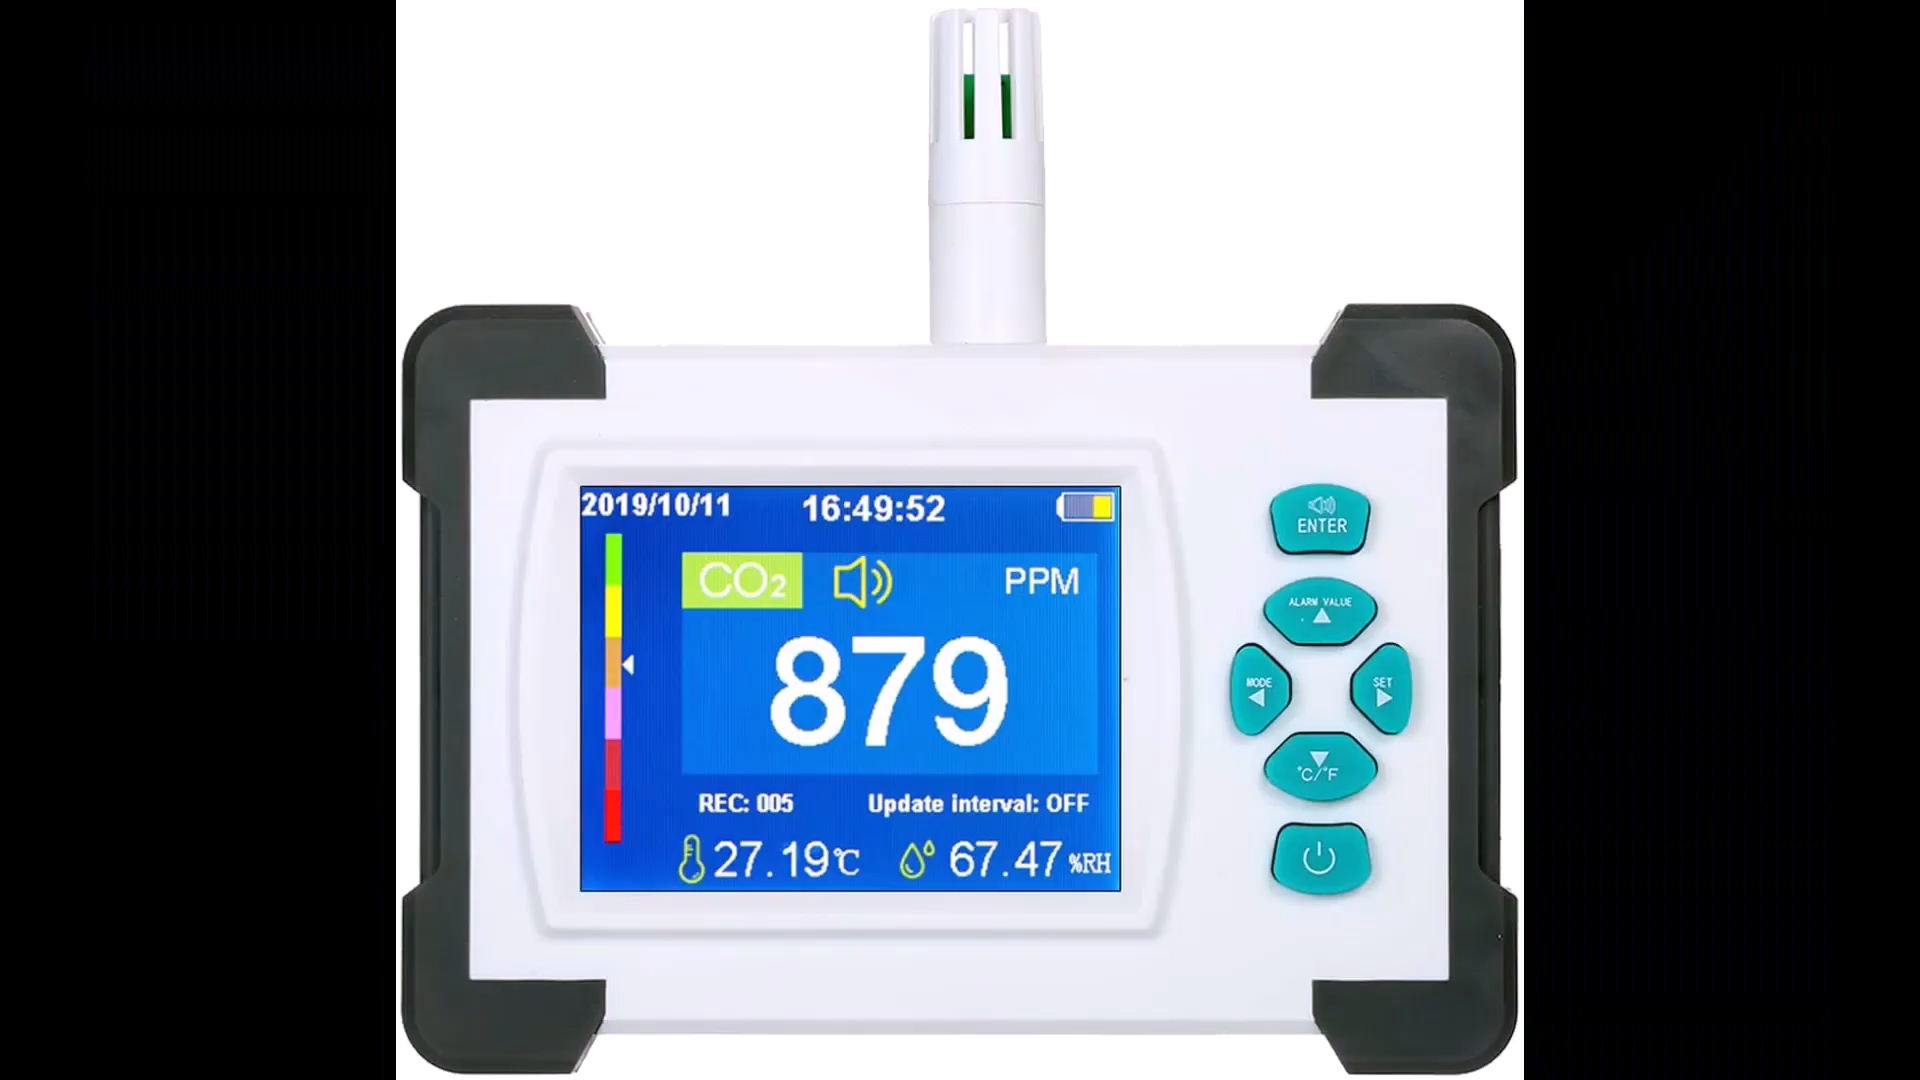 2019/10/11 16:49:52
CO₂ PPM
879
REC: 005 Update interval: OFF
27.19℃ 67.47 %RH
ENTER
ALARM VALUE
MODE
SET
°C/°F